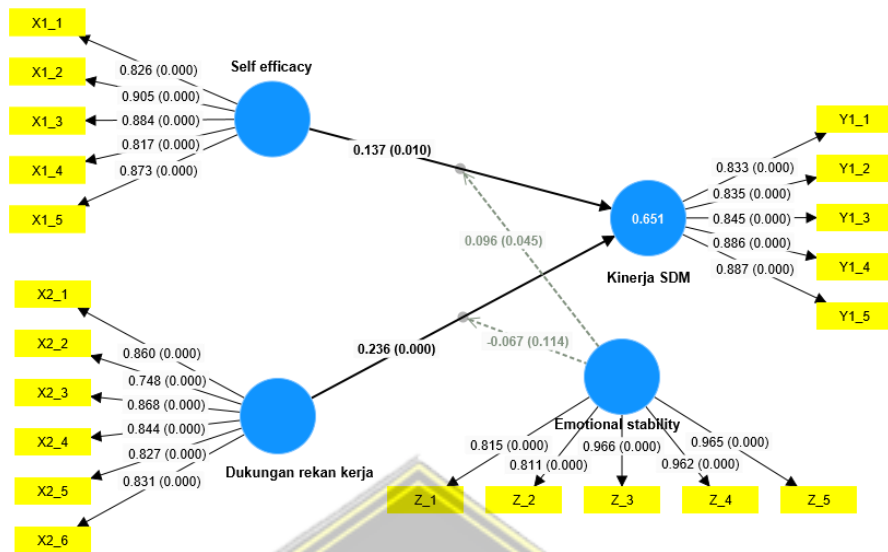 X1_1
X1_2
X1_3
X1_4
X1_5
0.826 (0.000)
0.905 (0.000)
0.884 (0.000)
0.817 (0.000)
0.873 (0.000)
Self efficacy
0.137 (0.010)
0.096 (0.045)
0.651
Kinerja SDM
0.833 (0.000)
0.835 (0.000)
0.845 (0.000)
0.886 (0.000)
0.887 (0.000)
Y1_1
Y1_2
Y1_3
Y1_4
Y1_5
X2_1
X2_2
X2_3
X2_4
X2_5
X2_6
0.860 (0.000)
0.748 (0.000)
0.868 (0.000)
0.844 (0.000)
0.827 (0.000)
0.831 (0.000)
Dukungan rekan kerja
0.236 (0.000)
-0.067 (0.114)
Emotional stability
0.815 (0.000)
0.811 (0.000)
0.966 (0.000)
0.962 (0.000)
0.965 (0.000)
Z_1
Z_2
Z_3
Z_4
Z_5